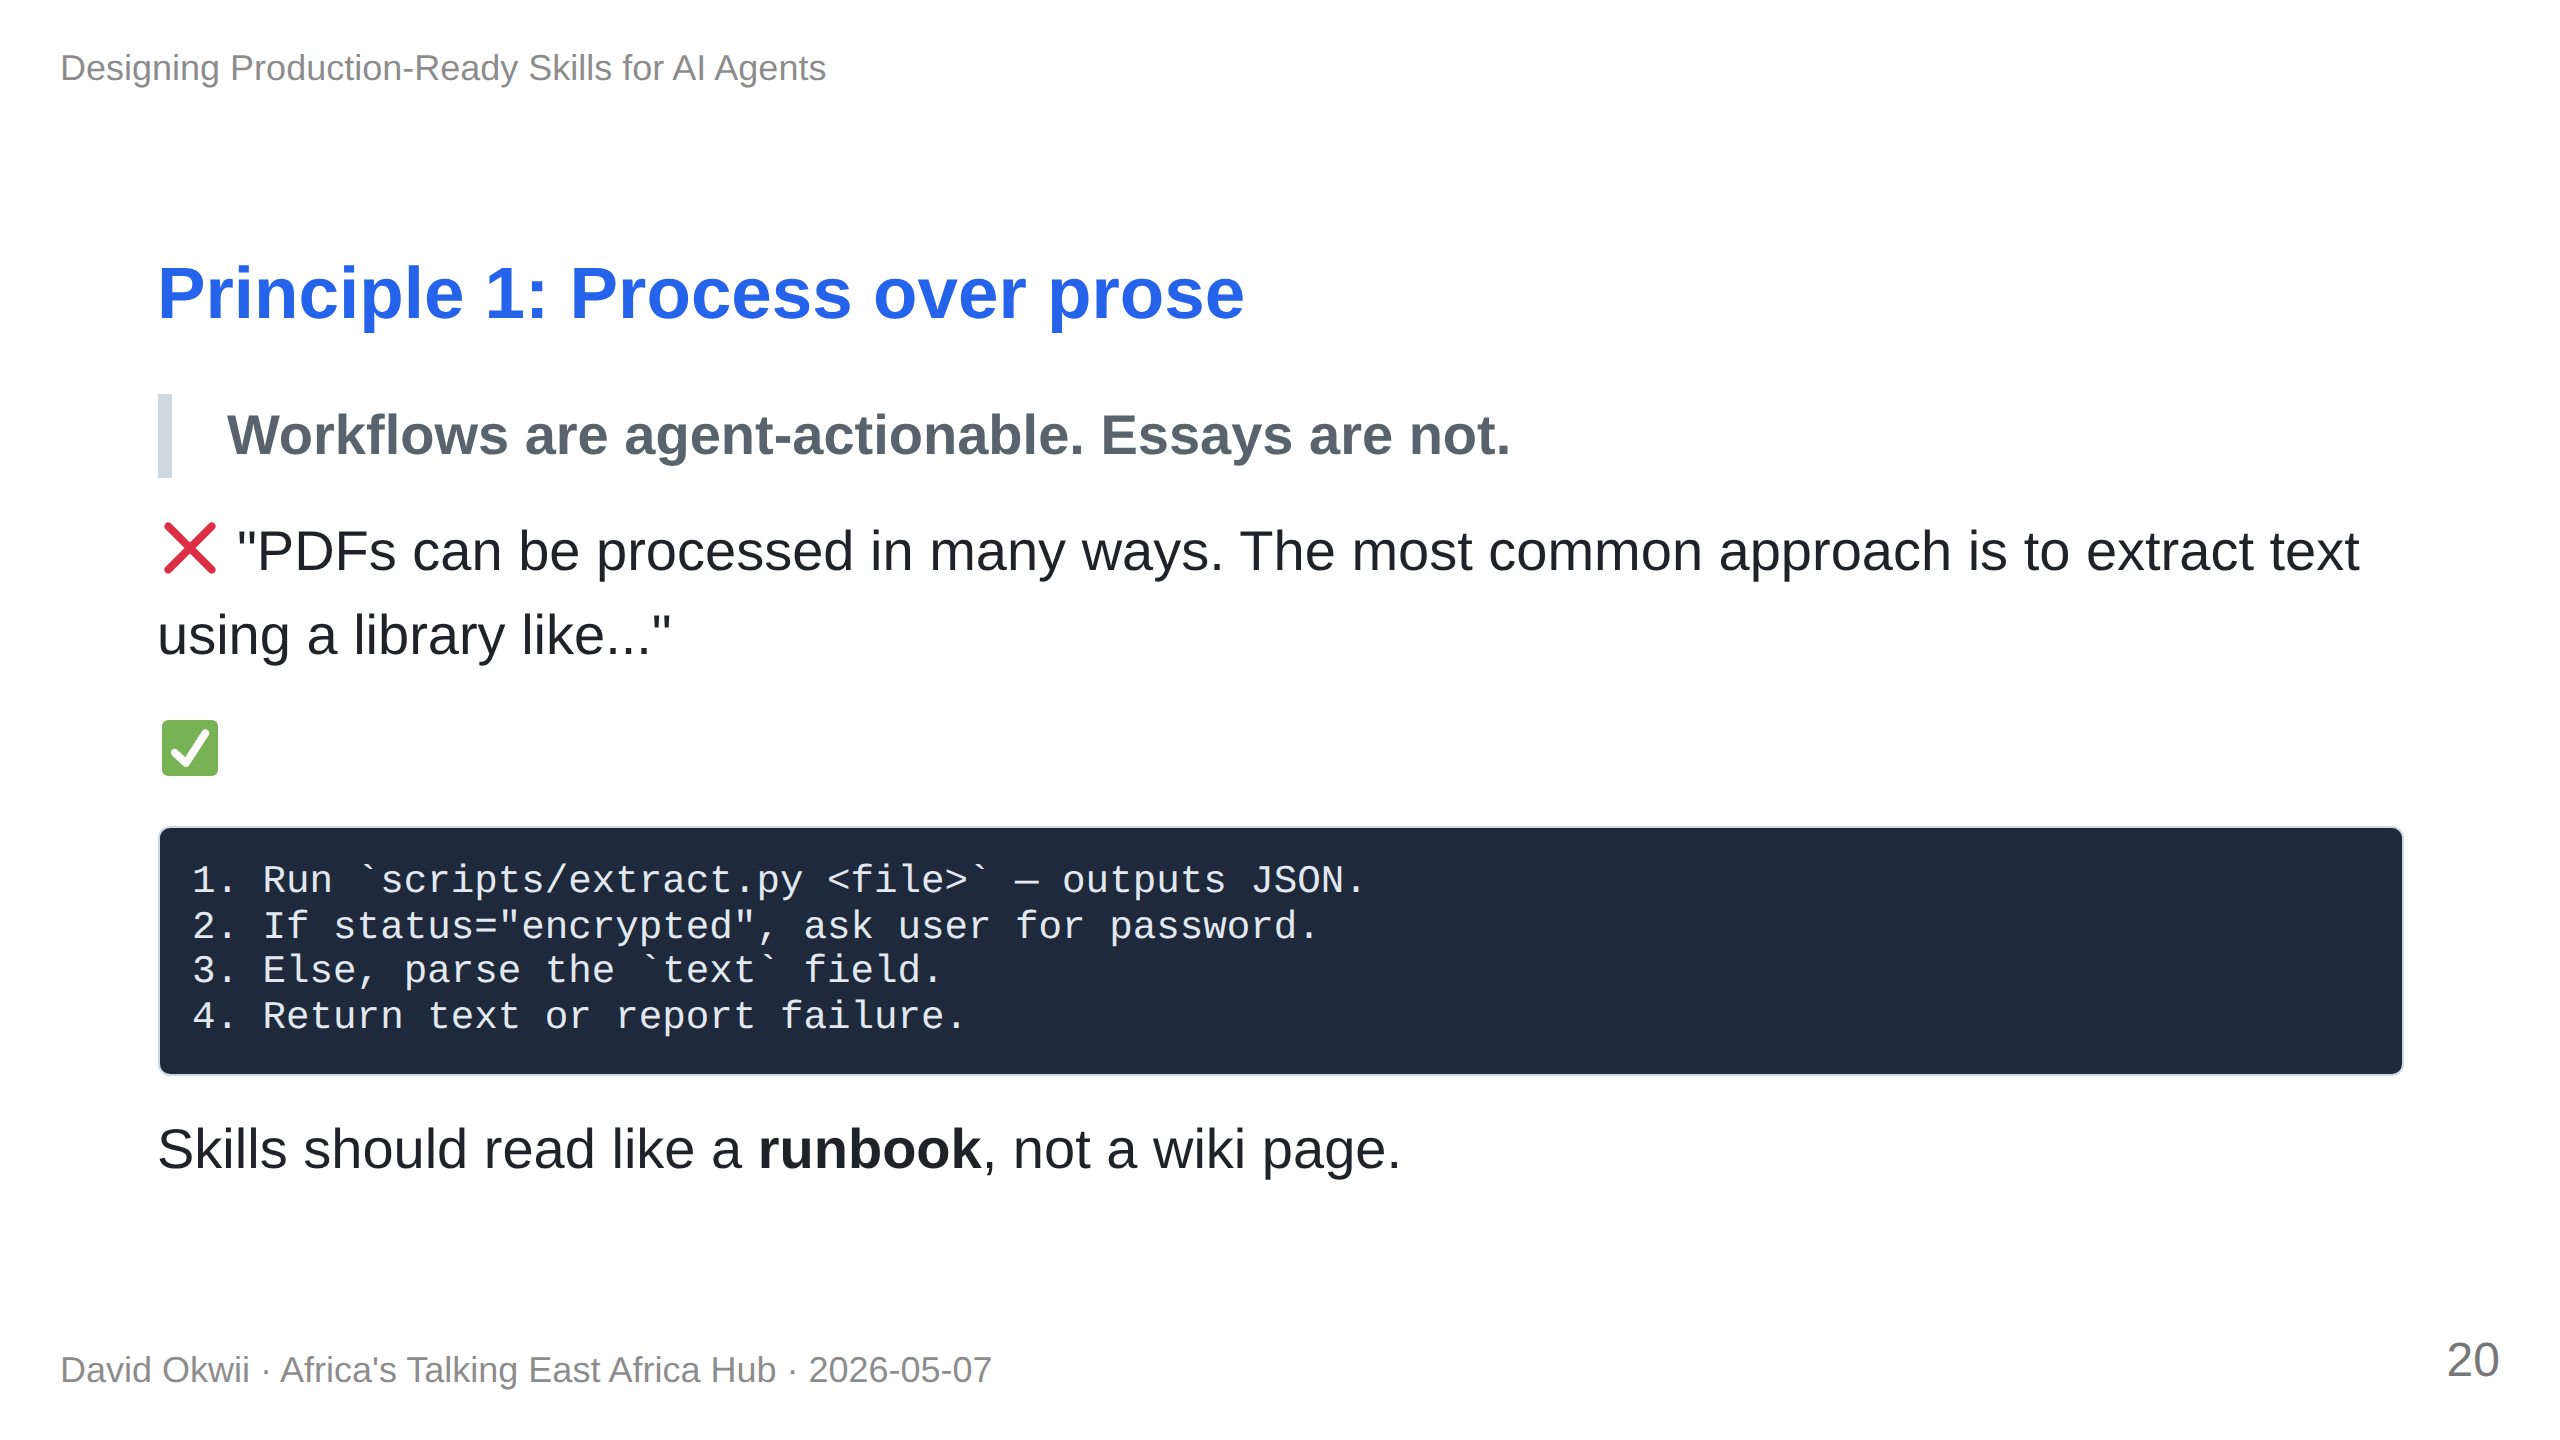 Designing Production-Ready Skills for AI Agents
Principle 1: Process over prose
Workflows are agent-actionable. Essays are not.
❌ "PDFs can be processed in many ways. The most common approach is to extract text
using a library like..."
✅
1. Run `scripts/extract.py <file>` — outputs JSON.
2. If status="encrypted", ask user for password.
3. Else, parse the `text` field.
4. Return text or report failure.
Skills should read like a runbook, not a wiki page.
David Okwii · Africa's Talking East Africa Hub · 2026-05-07
20